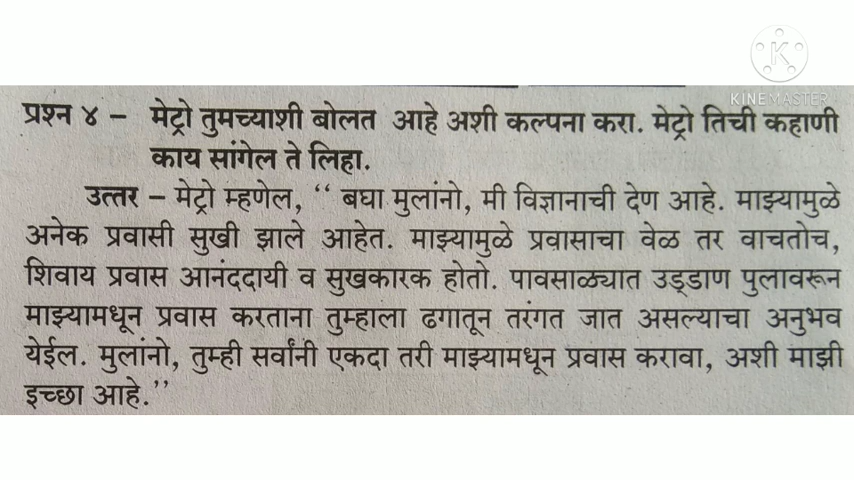 KINEMASTER
प्रश्न ४ – मेट्रो तुमच्याशी बोलत आहे अशी कल्पना करा. मेट्रो तिची कहाणी
काय सांगेल ते लिहा.
उत्तर – मेट्रो म्हणेल, “ बघा मुलांनो, मी विज्ञानाची देण आहे. माझ्यामुळे
अनेक प्रवासी सुखी झाले आहेत. माझ्यामुळे प्रवासाचा वेळ तर वाचतोच,
शिवाय प्रवास आनंददायी व सुखकारक होतो. पावसाळ्यात उड्डाण पुलावरून
माझ्यामधून प्रवास करताना तुम्हाला ढगातून तरंगत जात असल्याचा अनुभव
येईल. मुलांनो, तुम्ही सर्वांनी एकदा तरी माझ्यामधून प्रवास करावा, अशी माझी
इच्छा आहे.”